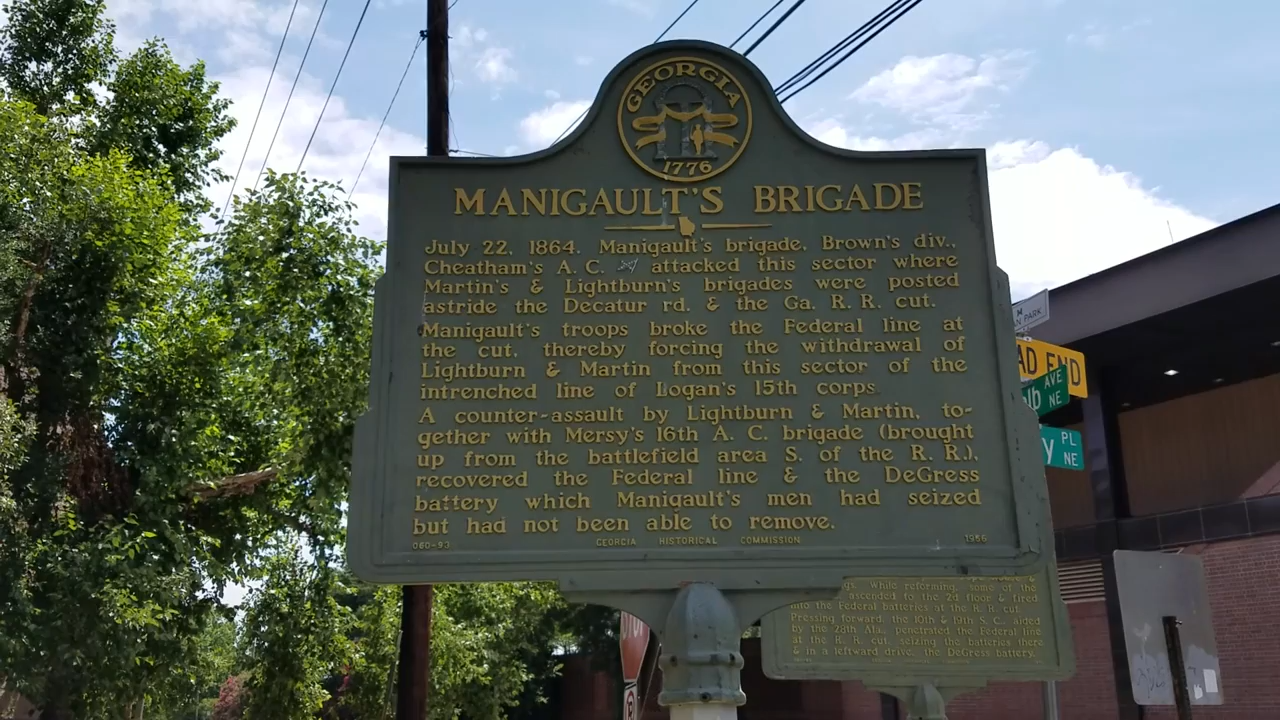 GEORGIA
1776
MANIGAULT'S BRIGADE
July 22, 1864. Manigault's brigade, Brown's div.,
Cheatham's A. C. attacked this sector where
Martin's & Lightburn's brigades were posted
astride the Decatur rd. & the Ga. R. R. cut.
Manigault's troops broke the Federal line at
the cut, thereby forcing the withdrawal of
Lightburn & Martin from this sector of the
intrenched line of Logan's 15th corps.
A counter-assault by Lightburn & Martin, to-
gether with Mersy's 16th A. C. brigade (brought
up from the battlefield area S. of the R. R.),
recovered the Federal line & the DeGress
battery which Manigault's men had seized
but had not been able to remove.
060-93 GEORGIA HISTORICAL COMMISSION 1956
While reforming, some of the
ascended to the 2d floor & fired
into the Federal batteries at the R. R. cut.
Pressing forward, the 10th & 19th S. C., aided
by the 28th Ala., penetrated the Federal line
at the R. R. cut, seizing the batteries there
& in a leftward drive, the DeGress battery.
PARK
AD END
lb AVE NE
y PL NE
STOP